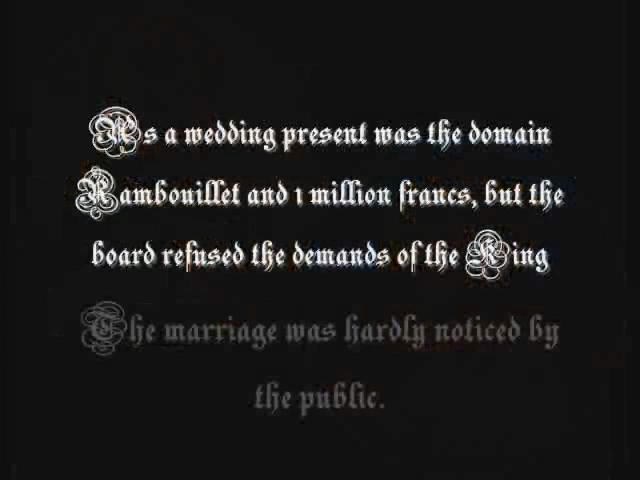 As a wedding present was the domain
Rambouillet and 1 million francs, but the
board refused the demands of the King
The marriage was hardly noticed by
the public.